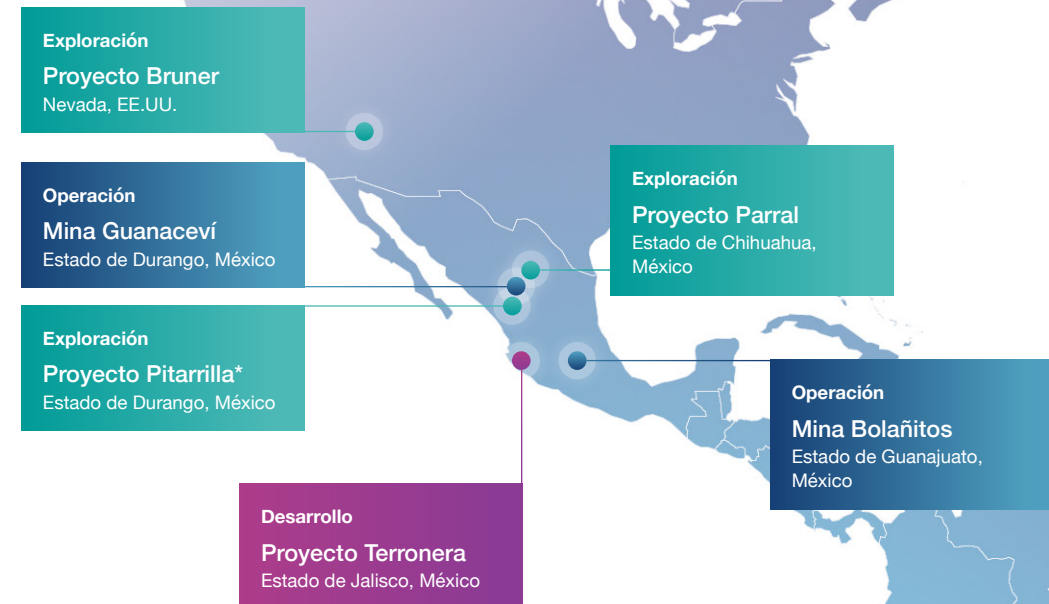 Exploración
Proyecto Bruner
Nevada, EE.UU.
Operación
Mina Guanaceví
Estado de Durango, México
Exploración
Proyecto Pitarrilla*
Estado de Durango, México
Exploración
Proyecto Parral
Estado de Chihuahua,
México
Operación
Mina Bolañitos
Estado de Guanajuato,
México
Desarrollo
Proyecto Terronera
Estado de Jalisco, México